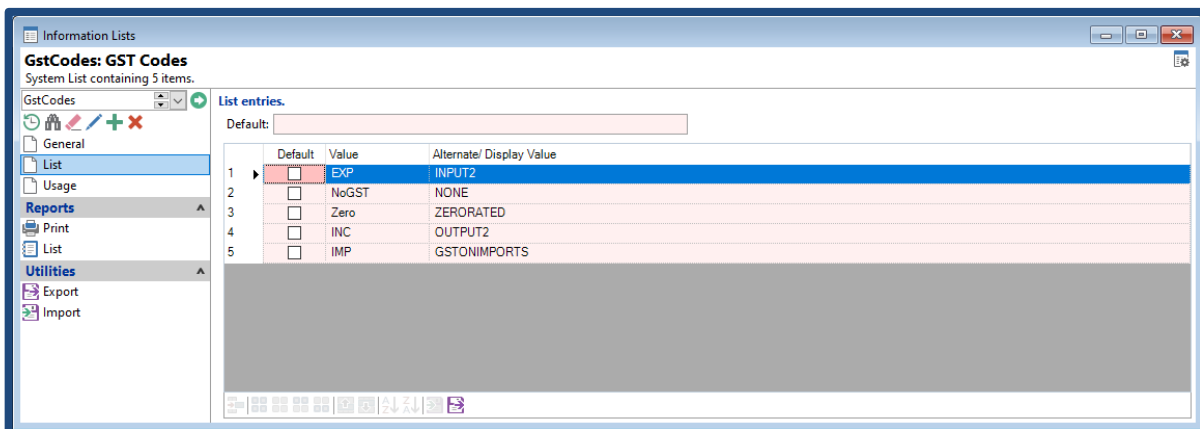 Information Lists
GstCodes: GST Codes
System List containing 5 items.
GstCodes
General
List
Usage
Reports
Print
List
Utilities
Export
Import
List entries.
Default:
Default Value Alternate/ Display Value
1 EXP INPUT2
2 NoGST NONE
3 Zero ZERORATED
4 INC OUTPUT2
5 IMP GSTONIMPORTS